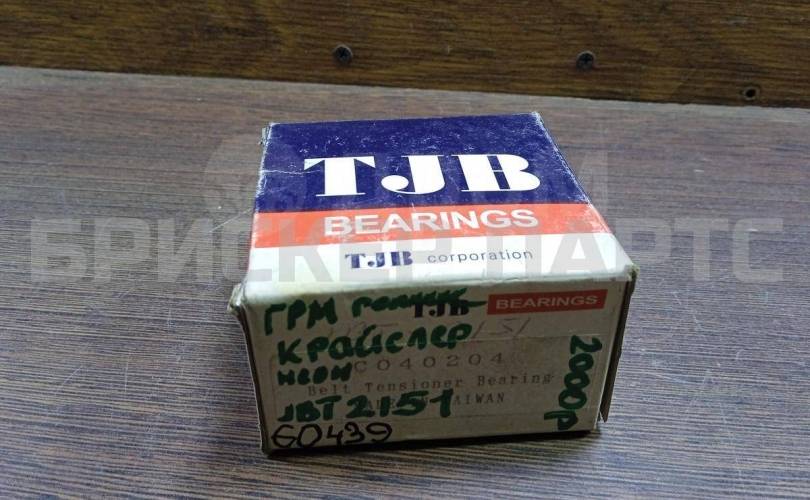 TJB
BEARINGS
TJB corporation
БРИСКЕР ПАРТС
TJB BEARINGS
ГРМ ролик
Крайслер
неон
C040204
Belt Tensioner Bearing
JBT2151
TAIWAN
60439
2000р